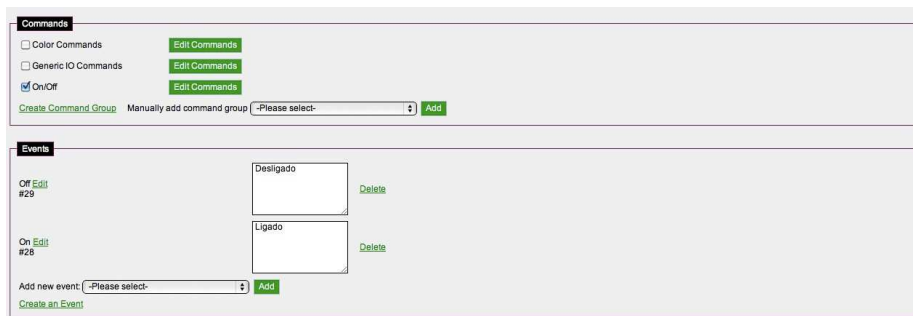 Commands
Color Commands Edit Commands
Generic IO Commands Edit Commands
On/Off Edit Commands
Create Command Group Manually add command group -Please select- Add
Events
Off Edit
#29
Desligado
Delete
On Edit
#28
Ligado
Delete
Add new event: -Please select- Add
Create an Event